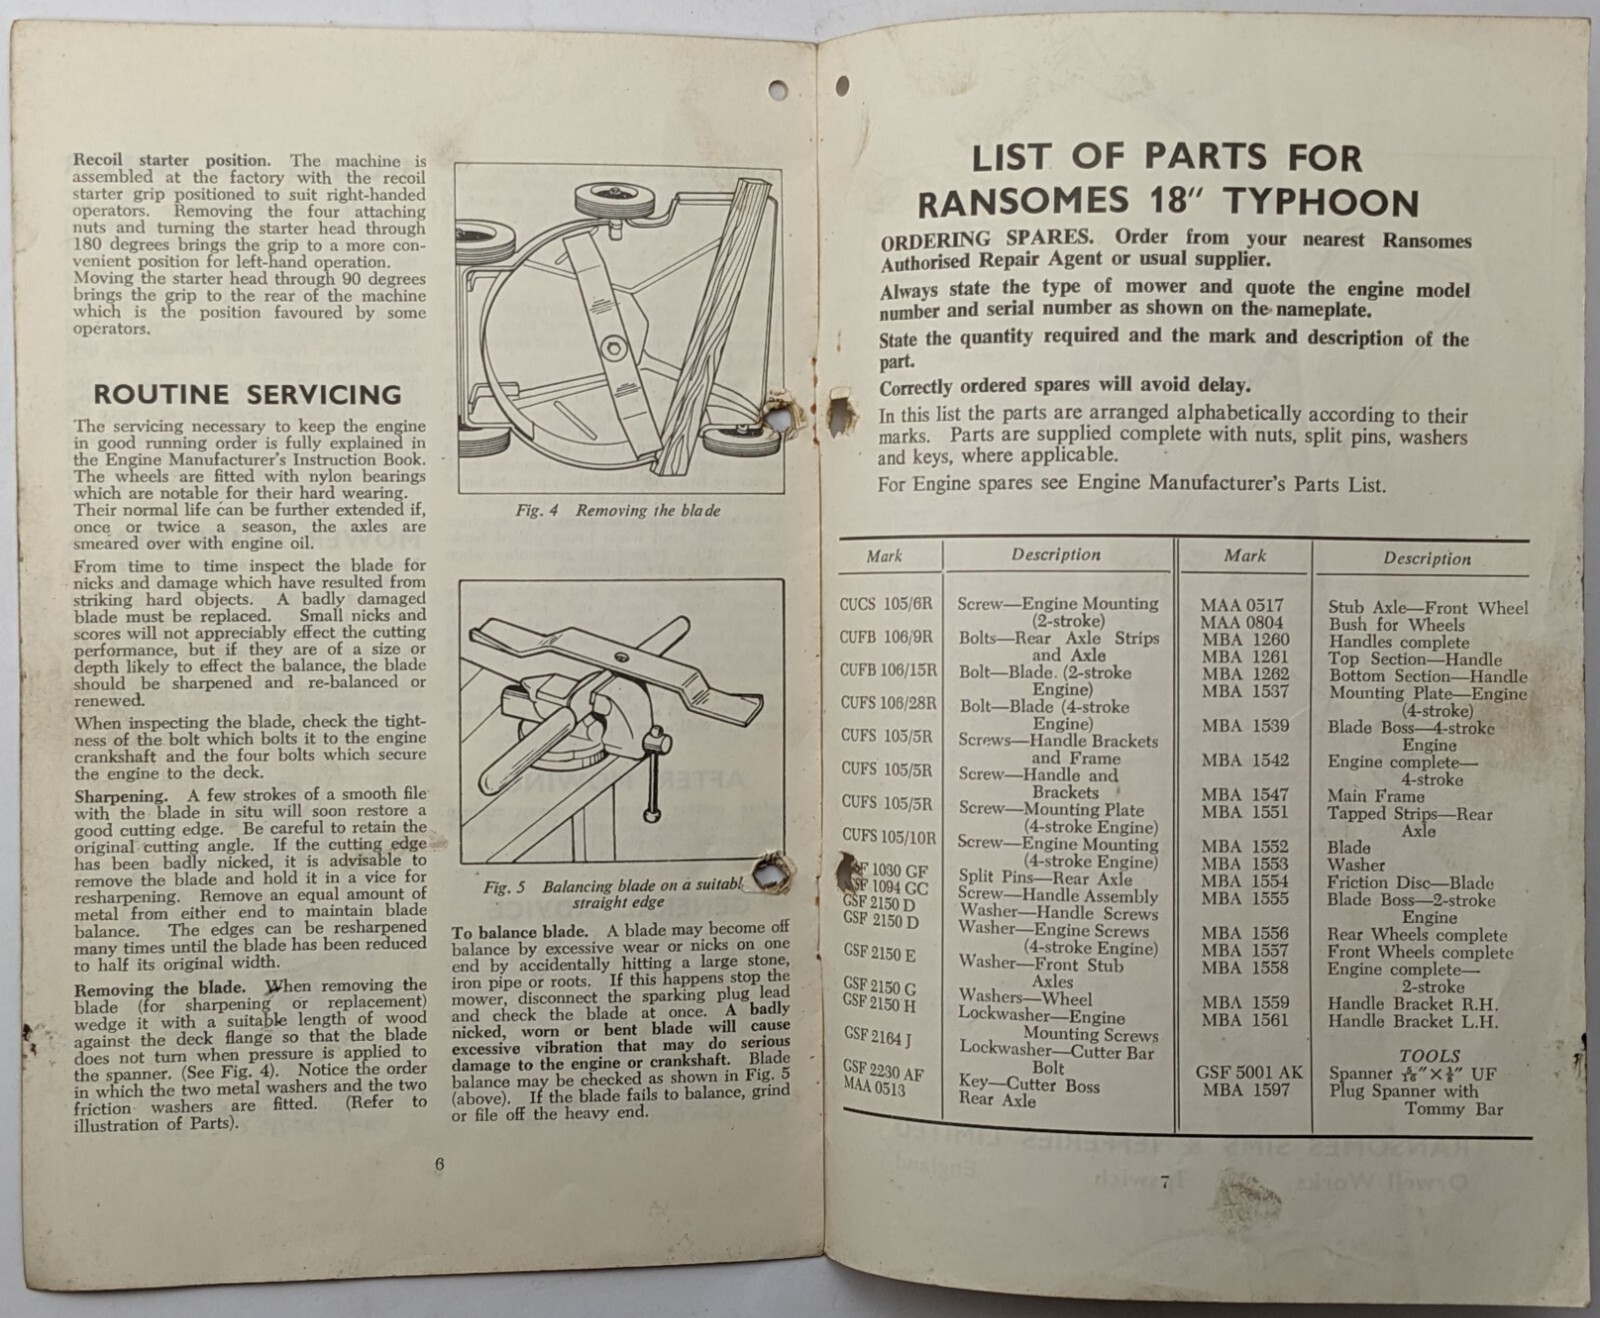 Recoil starter position. The machine is
assembled at the factory with the recoil
starter grip positioned to suit right-handed
operators. Removing the four attaching
nuts and turning the starter head through
180 degrees brings the grip to a more con-
venient position for left-hand operation.
Moving the starter head through 90 degrees
brings the grip to the rear of the machine
which is the position favoured by some
operators.
ROUTINE SERVICING
The servicing necessary to keep the engine
in good running order is fully explained in
the Engine Manufacturer's Instruction Book.
The wheels are fitted with nylon bearings
which are notable for their hard wearing.
Their normal life can be further extended if,
once or twice a season, the axles are
smeared over with engine oil.
From time to time inspect the blade for
nicks and damage which have resulted from
striking hard objects. A badly damaged
blade must be replaced. Small nicks and
scores will not appreciably effect the cutting
performance, but if they are of a size or
depth likely to effect the balance, the blade
should be sharpened and re-balanced or
renewed.
When inspecting the blade, check the tight-
ness of the bolt which bolts it to the engine
crankshaft and the four bolts which secure
the engine to the deck.
Sharpening. A few strokes of a smooth file
with the blade in situ will soon restore a
good cutting edge. Be careful to retain the
original cutting angle. If the cutting edge
has been badly nicked, it is advisable to
remove the blade and hold it in a vice for
resharpening. Remove an equal amount of
metal from either end to maintain blade
balance. The edges can be resharpened
many times until the blade has been reduced
to half its original width.
Removing the blade. When removing the
blade (for sharpening or replacement)
wedge it with a suitable length of wood
against the deck flange so that the blade
does not turn when pressure is applied to
the spanner. (See Fig. 4). Notice the order
in which the two metal washers and the two
friction washers are fitted. (Refer to
illustration of Parts).
Fig. 4 Removing the blade
Fig. 5 Balancing blade on a suitabl
straight edge
To balance blade. A blade may become off
balance by excessive wear or nicks on one
end by accidentally hitting a large stone,
iron pipe or roots. If this happens stop the
mower, disconnect the sparking plug lead
and check the blade at once. A badly
nicked, worn or bent blade will cause
excessive vibration that may do serious
damage to the engine or crankshaft. Blade
balance may be checked as shown in Fig. 5
(above). If the blade fails to balance, grind
or file off the heavy end.
6
LIST OF PARTS FOR
RANSOMES 18" TYPHOON
ORDERING SPARES. Order from your nearest Ransomes
Authorised Repair Agent or usual supplier.
Always state the type of mower and quote the engine model
number and serial number as shown on the nameplate.
State the quantity required and the mark and description of the
part.
Correctly ordered spares will avoid delay.
In this list the parts are arranged alphabetically according to their
marks. Parts are supplied complete with nuts, split pins, washers
and keys, where applicable.
For Engine spares see Engine Manufacturer's Parts List.
Mark Description
CUCS 105/6R Screw—Engine Mounting
(2-stroke)
CUFB 106/9R Bolts—Rear Axle Strips
and Axle
CUFB 106/15R Bolt—Blade (2-stroke
Engine)
CUFS 106/28R Bolt—Blade (4-stroke
Engine)
CUFS 105/5R Screws—Handle Brackets
and Frame
CUFS 105/5R Screw—Handle and
Brackets
CUFS 105/5R Screw—Mounting Plate
(4-stroke Engine)
CUFS 105/10R Screw—Engine Mounting
(4-stroke Engine)
SF 1030 GF Split Pins—Rear Axle
SF 1094 GC Screw—Handle Assembly
GSF 2150 D Washer—Handle Screws
GSF 2150 D Washer—Engine Screws
(4-stroke Engine)
GSF 2150 E Washer—Front Stub
Axles
GSF 2150 G Washers—Wheel
GSF 2150 H Lockwasher—Engine
Mounting Screws
GSF 2164 J Lockwasher—Cutter Bar
Bolt
GSF 2230 AF Key—Cutter Boss
MAA 0513 Rear Axle
Mark Description
MAA 0517 Stub Axle—Front Wheel
MAA 0804 Bush for Wheels
MBA 1260 Handles complete
MBA 1261 Top Section—Handle
MBA 1262 Bottom Section—Handle
MBA 1537 Mounting Plate—Engine
(4-stroke)
MBA 1539 Blade Boss—4-stroke
Engine
MBA 1542 Engine complete—
4-stroke
MBA 1547 Main Frame
MBA 1551 Tapped Strips—Rear
Axle
MBA 1552 Blade
MBA 1553 Washer
MBA 1554 Friction Disc—Blade
MBA 1555 Blade Boss—2-stroke
Engine
MBA 1556 Rear Wheels complete
MBA 1557 Front Wheels complete
MBA 1558 Engine complete—
2-stroke
MBA 1559 Handle Bracket R.H.
MBA 1561 Handle Bracket L.H.
TOOLS
GSF 5001 AK Spanner UF
MBA 1597 Plug Spanner with
Tommy Bar
7